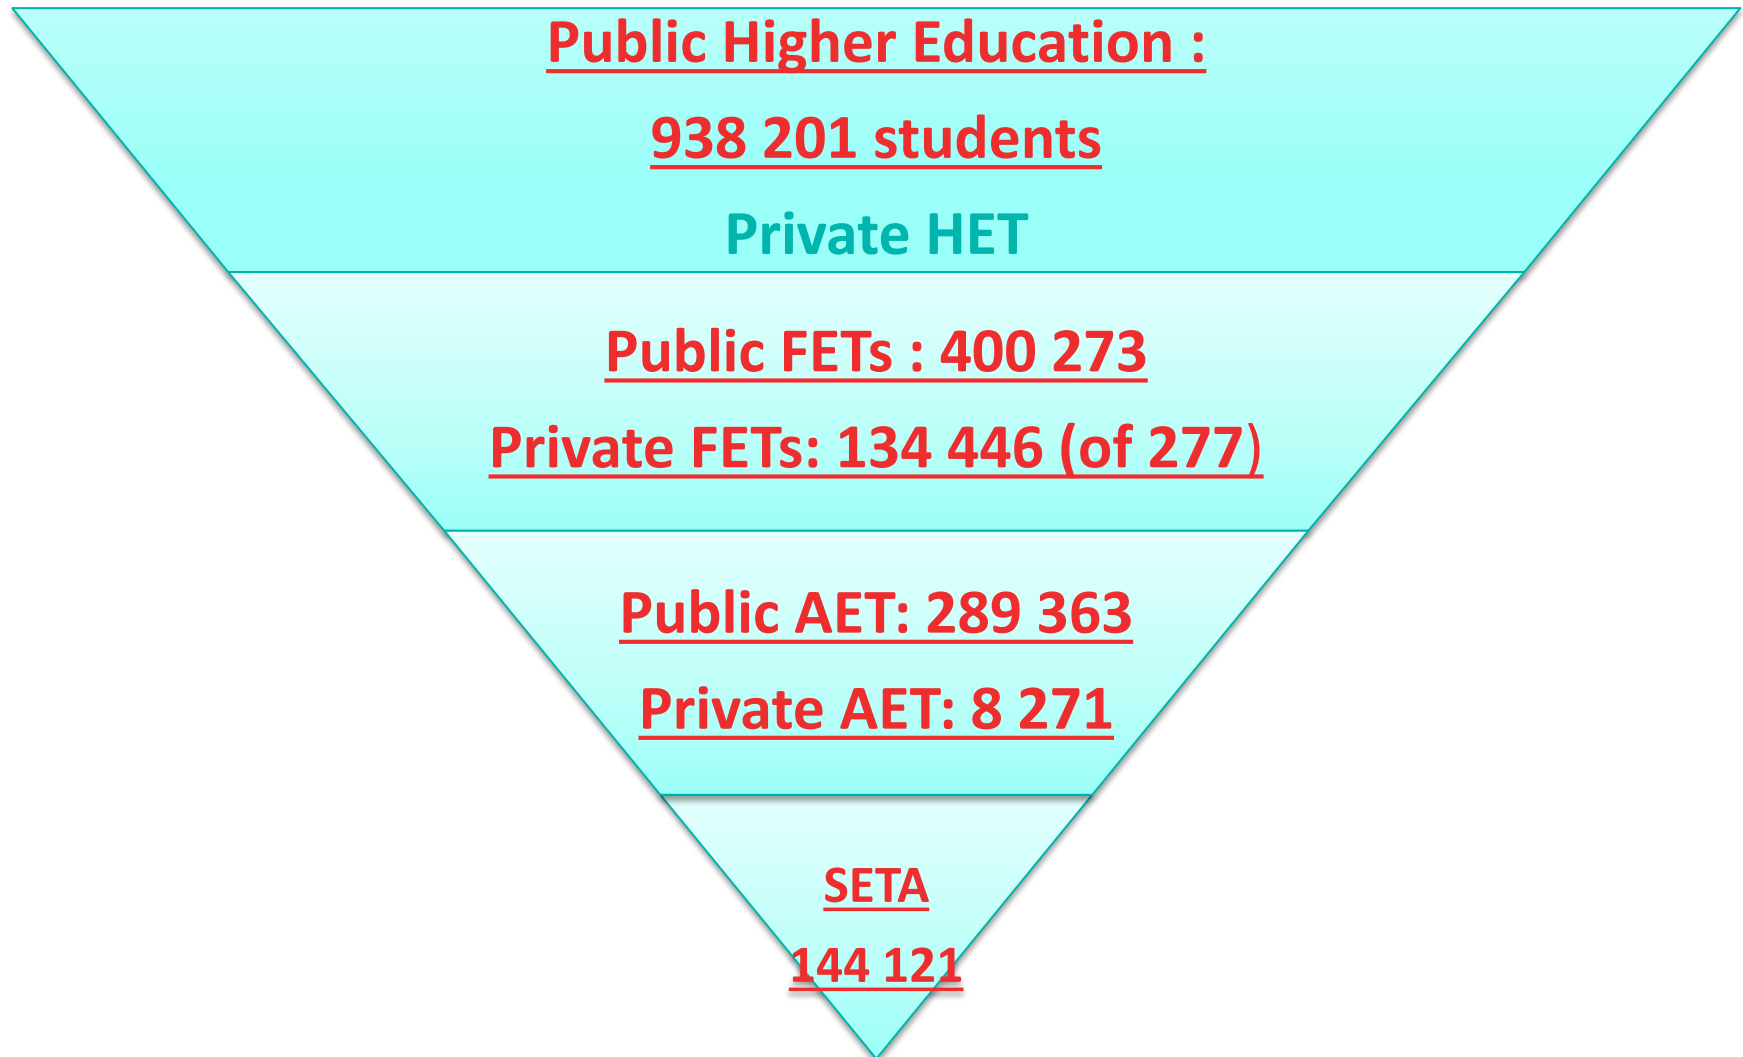 Public Higher Education :
938 201 students
Private HET
Public FETs : 400 273
Private FETs: 134 446 (of 277)
Public AET: 289 363
Private AET: 8 271
SETA
144 121